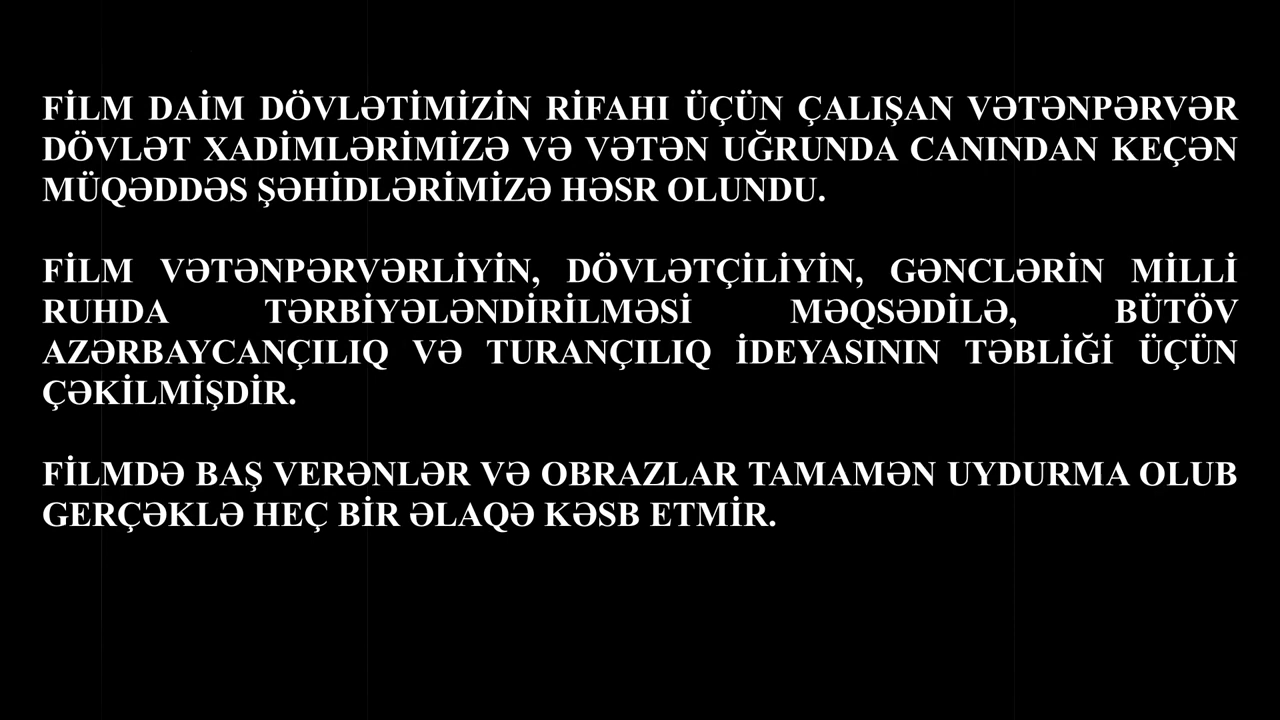 FİLM DAİM DÖVLƏTİMİZİN RİFAHI ÜÇÜN ÇALIŞAN VƏTƏNPƏRVƏR
DÖVLƏT XADİMLƏRİMİZƏ VƏ VƏTƏN UĞRUNDA CANINDAN KEÇƏN
MÜQƏDDƏS ŞƏHİDLƏRİMİZƏ HƏSR OLUNDU.
FİLM VƏTƏNPƏRVƏRLİYİN, DÖVLƏTÇİLİYİN, GƏNCLƏRİN MİLLİ
RUHDA TƏRBİYƏLƏNDİRİLMƏSİ MƏQSƏDİLƏ, BÜTÖV
AZƏRBAYCANÇILIQ VƏ TURANÇILIQ İDEYASININ TƏBLİĞİ ÜÇÜN
ÇƏKİLMİŞDİR.
FİLMDƏ BAŞ VERƏNLƏR VƏ OBRAZLAR TAMAMƏN UYDURMA OLUB
GERÇƏKLƏ HEÇ BİR ƏLAQƏ KƏSB ETMİR.